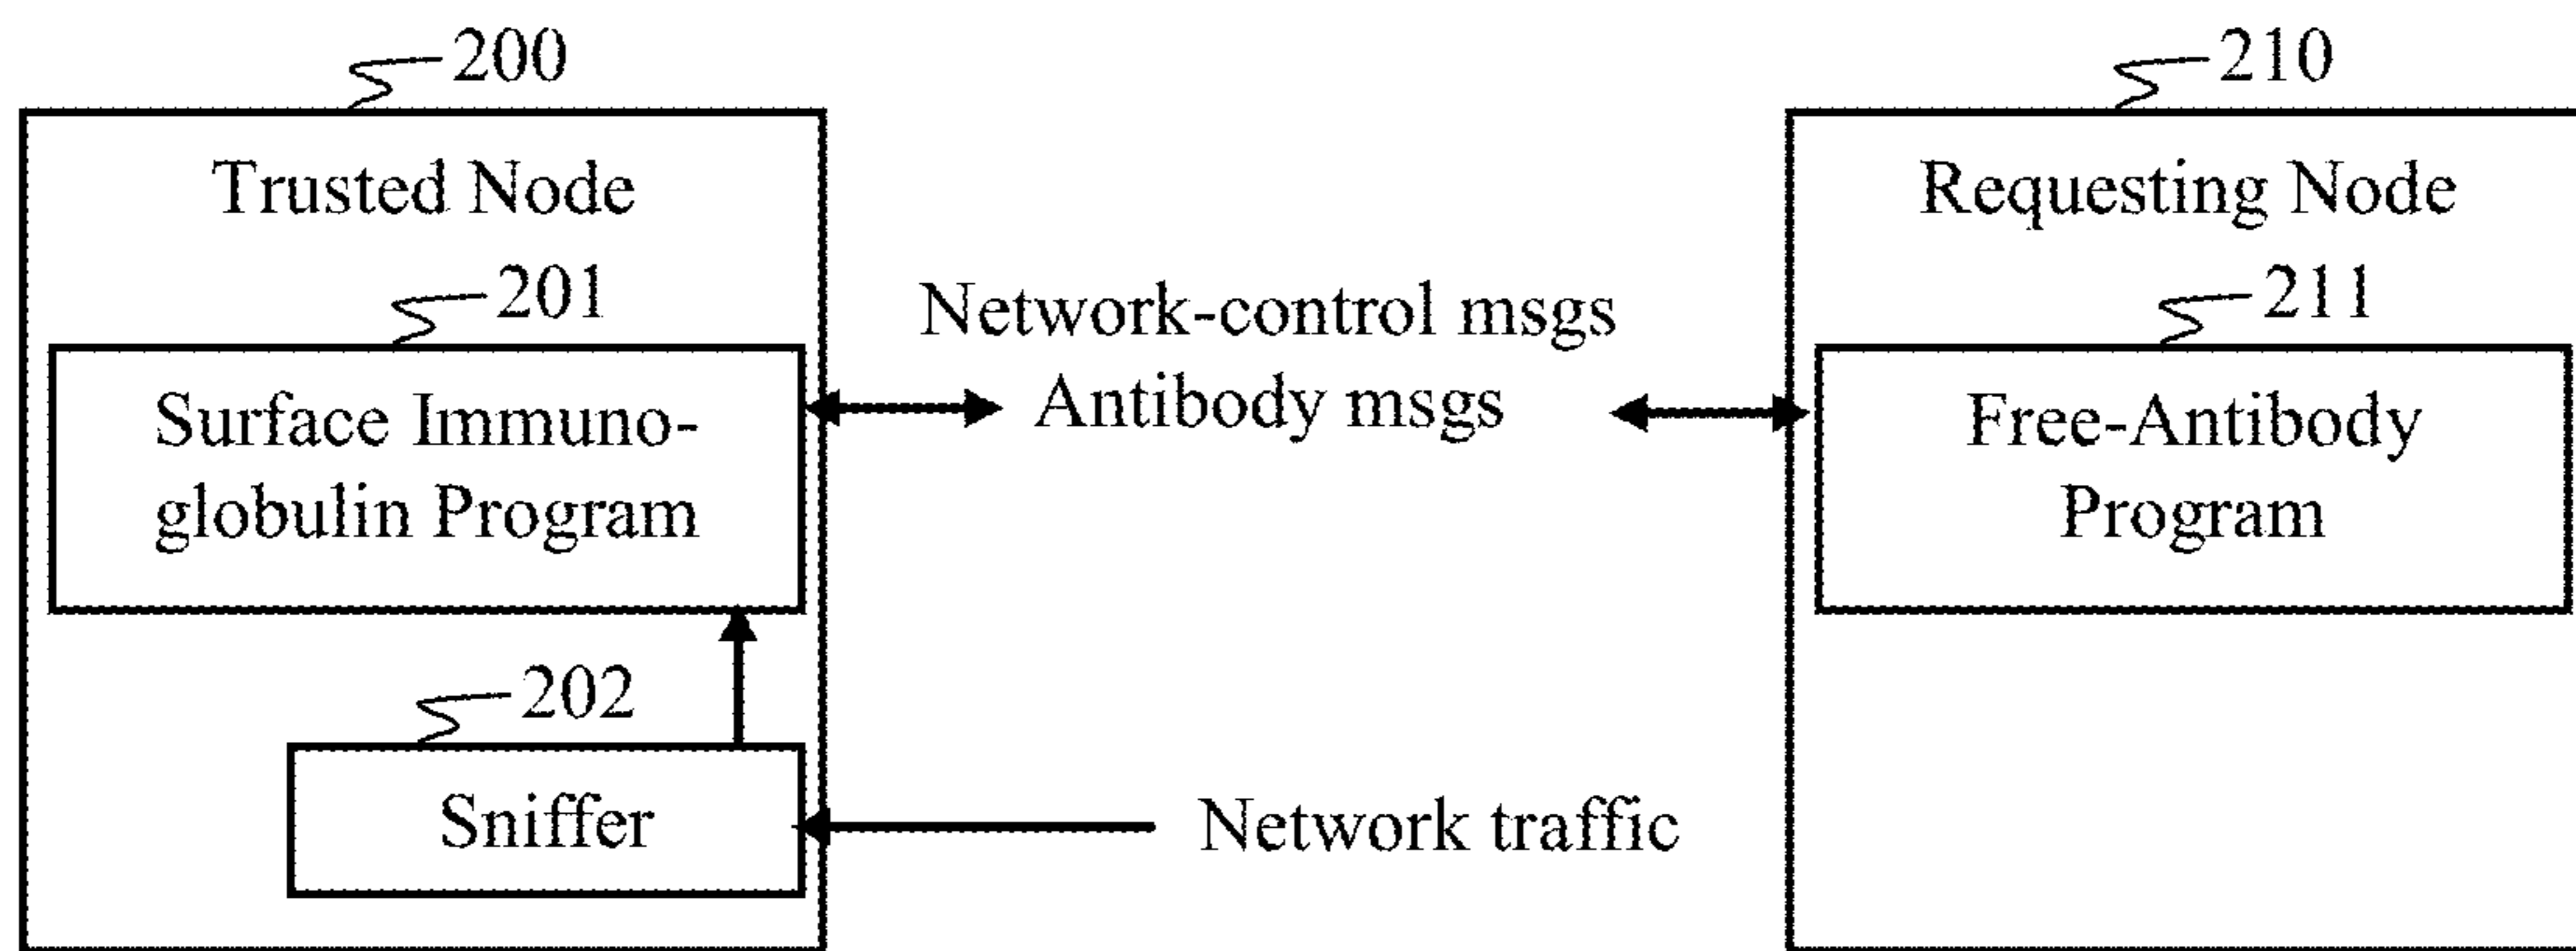 200
210
Trusted Node
Requesting Node
201
211
Network-control msgs
Antibody msgs
Surface Immuno-
globulin Program
Free-Antibody
Program
202
Sniffer
Network traffic